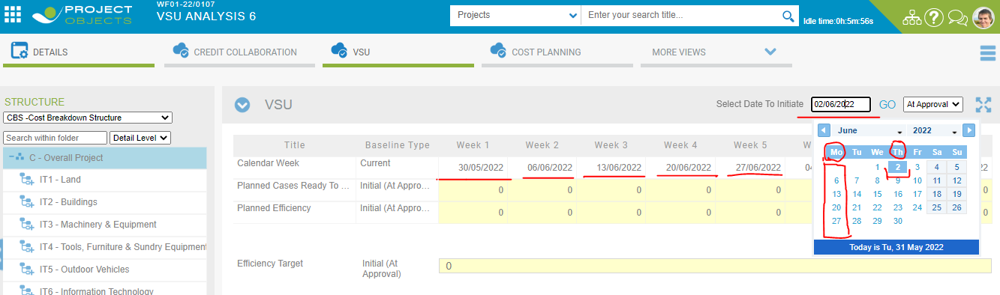 WF01-22/0107
PROJECT
OBJECTS
VSU ANALYSIS 6
Projects
Enter your search title...
Idle time:0h:5m:56s
?
DETAILS
CREDIT COLLABORATION
VSU
COST PLANNING
MORE VIEWS
STRUCTURE
CBS -Cost Breakdown Structure
Search within folder
Detail Level
C - Overall Project
IT1 - Land
IT2 - Buildings
IT3 - Machinery & Equipment
IT4 - Tools, Furniture & Sundry Equipment
IT5 - Outdoor Vehicles
IT6 - Information Technology
VSU
Select Date To Initiate 02/06/2022 GO At Approval
Title Baseline Type Week 1 Week 2 Week 3 Week 4 Week 5
Calendar Week Current 30/05/2022 06/06/2022 13/06/2022 20/06/2022 27/06/2022
Planned Cases Ready To ... Initial (At Appro... 0 0 0 0 0
Planned Efficiency Initial (At Appro... 0 0 0 0 0
Efficiency Target Initial (At
Approval) 0
June 2022
Mo Tu We Th Fr Sa Su
1 2 3 4 5
6 7 8 9 10 11 12
13 14 15 16 17 18 19
20 21 22 23 24 25 26
27 28 29 30
Today is Tu, 31 May 2022